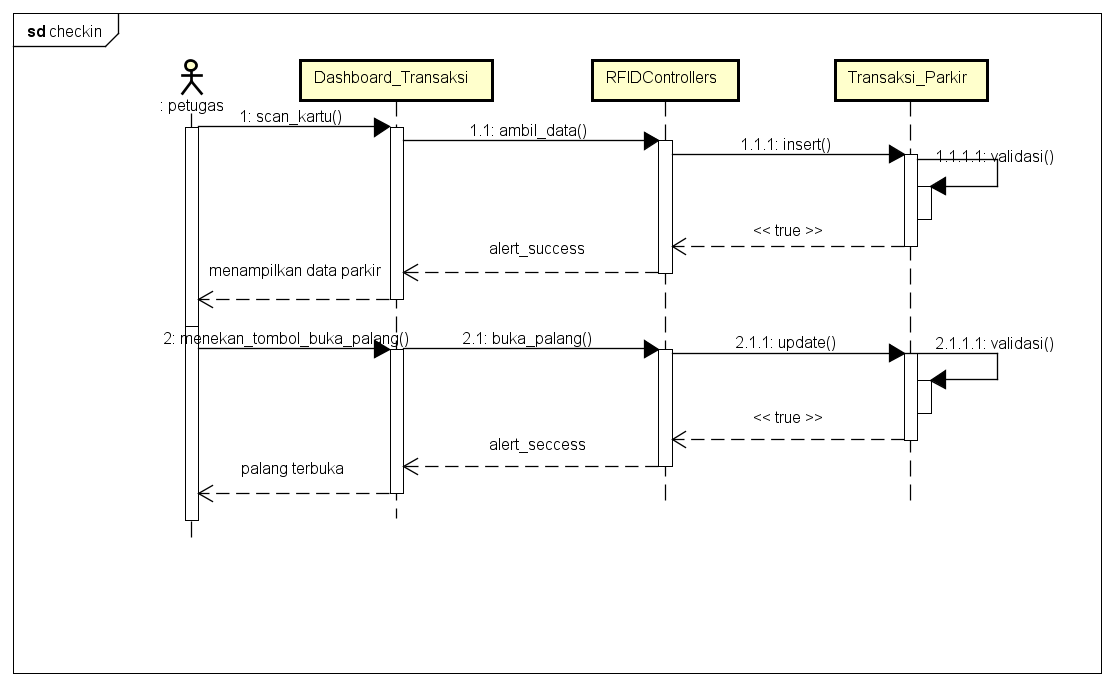 sd checkin
: petugas
Dashboard_Transaksi
RFIDControllers
Transaksi_Parkir
1: scan_kartu()
1.1: ambil_data()
1.1.1: insert()
1.1.1.1: validasi()
<< true >>
alert_success
menampilkan data parkir
2: menekan_tombol_buka_palang()
2.1: buka_palang()
2.1.1: update()
2.1.1.1: validasi()
<< true >>
alert_seccess
palang terbuka